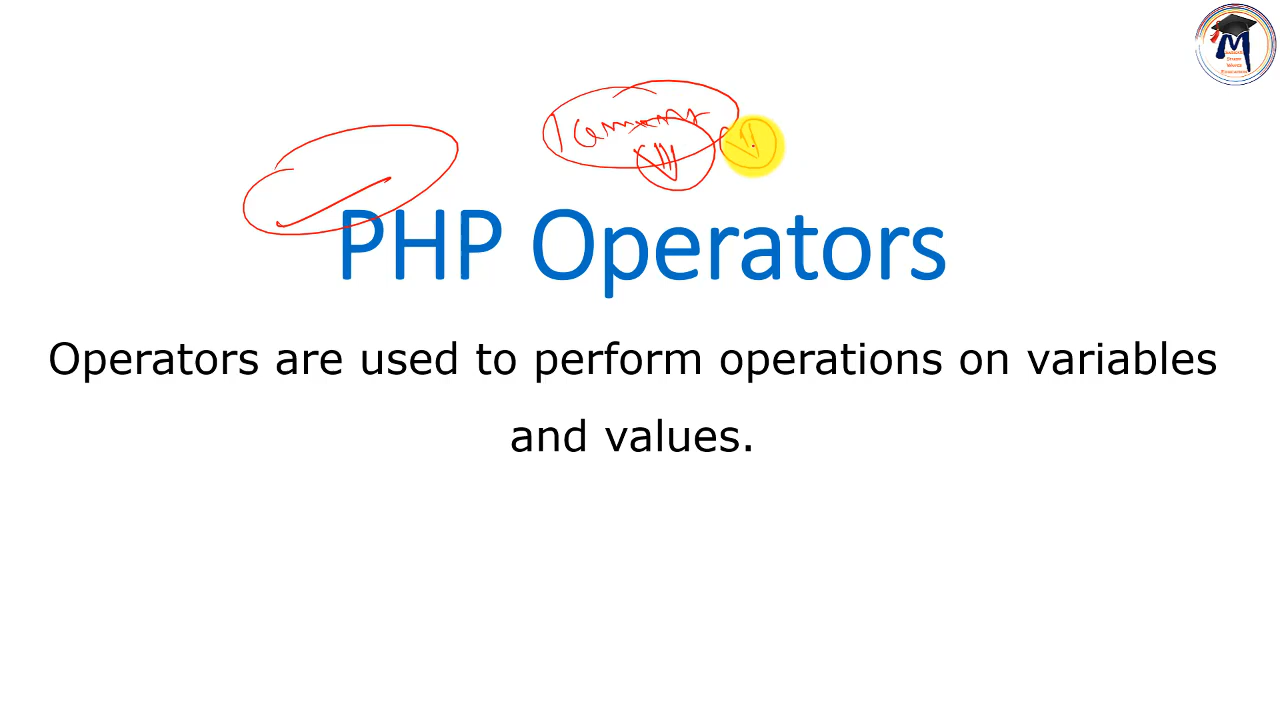 PHP Operators
Operators are used to perform operations on variables
and values.